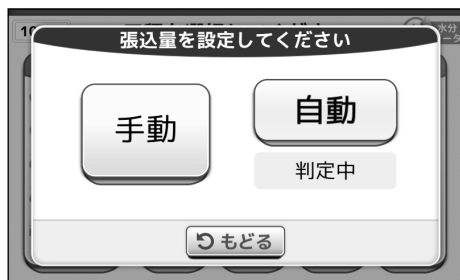 張込量を設定してください
手動
自動
判定中
もどる